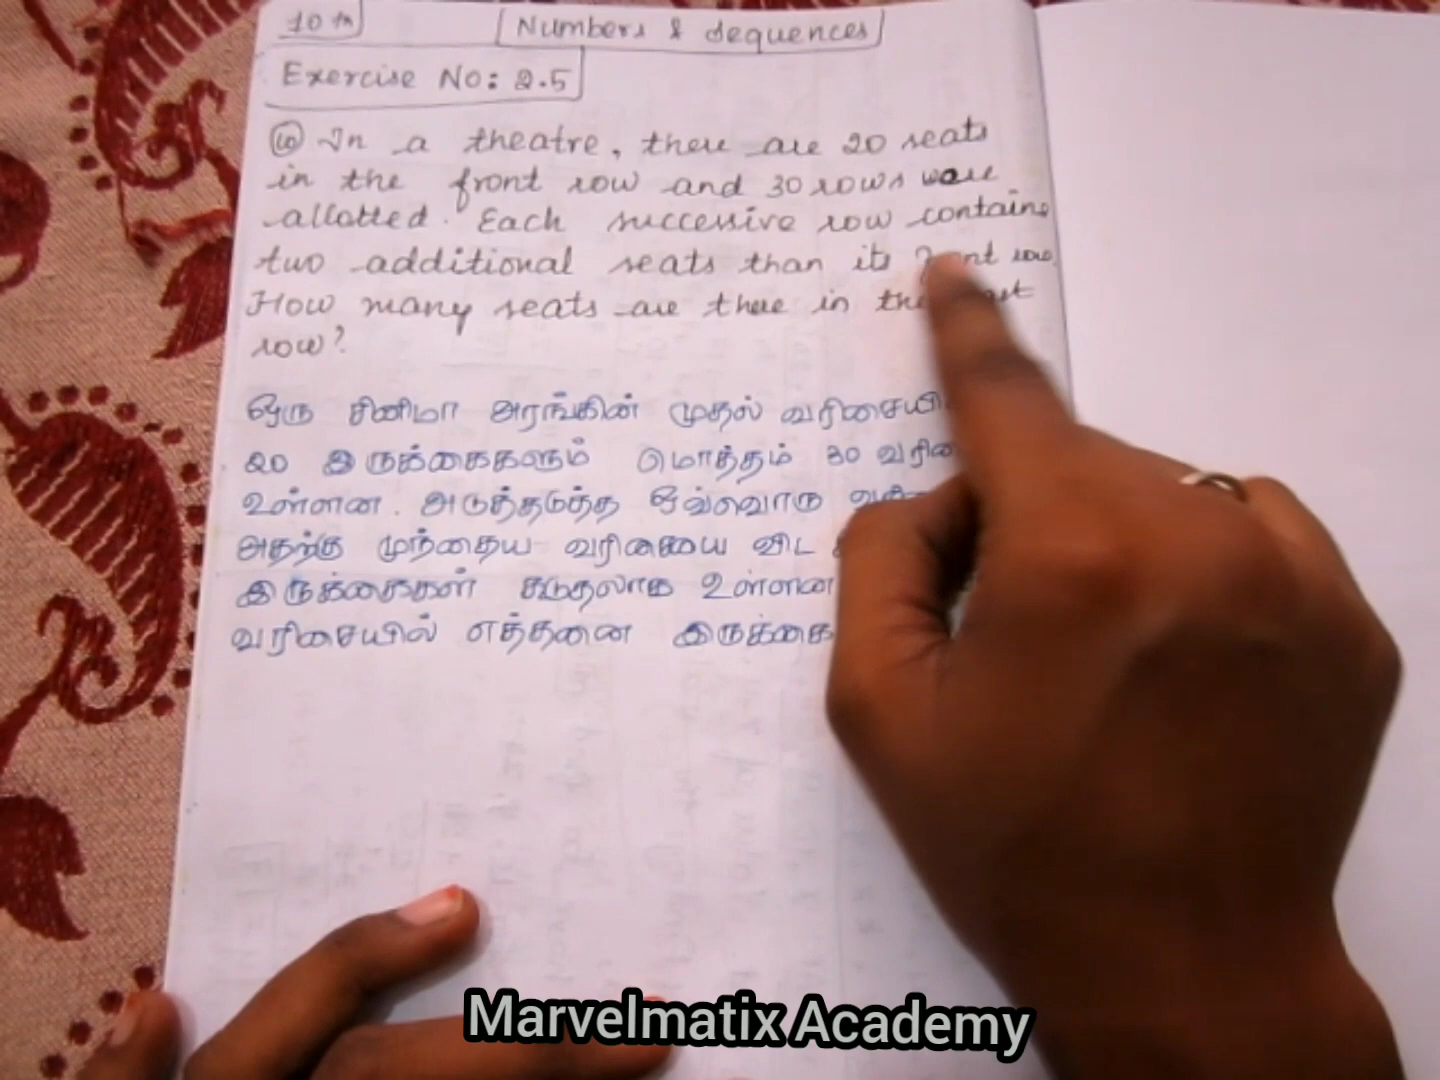 10th
Numbers & Sequences
Exercise No: 2.5
In a theatre, there are 20 seats
in the front row and 30 rows were
allotted. Each successive row contains
two additional seats than its front row.
How many seats are there in the last
row?
ஒரு சினிமா அரங்கின் முதல் வரிசையில்
20 இருக்கைகளும் மொத்தம் 30
உள்ளன. அடுத்தடுத்த ஒவ்வொரு
அதற்கு முந்தைய வரிசையை விட
இருக்கைகள் கூடுதலாக உள்ளன
வரிசையில் எத்தனை
Marvelmatix Academy